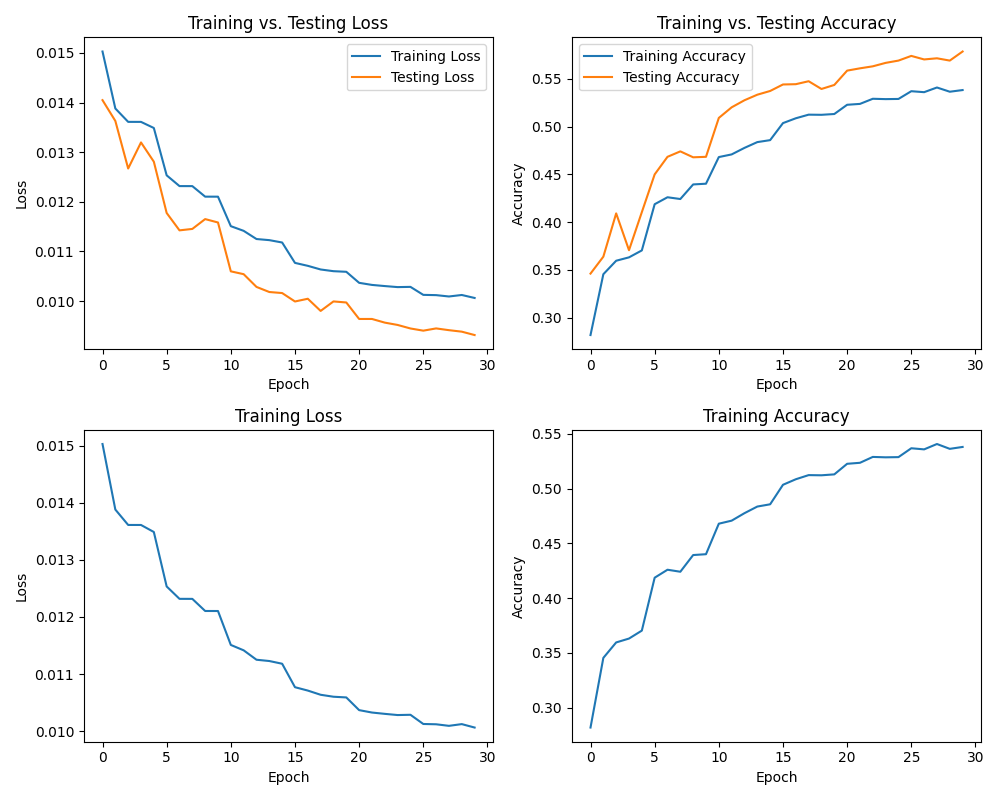 Training vs. Testing Loss
Loss
0.015
0.014
0.013
0.012
0.011
0.010
Training Loss
Testing Loss
0 5 10 15 20 25 30
Epoch
Training vs. Testing Accuracy
Accuracy
0.55
0.50
0.45
0.40
0.35
0.30
Training Accuracy
Testing Accuracy
0 5 10 15 20 25 30
Epoch
Training Loss
Loss
0.015
0.014
0.013
0.012
0.011
0.010
0 5 10 15 20 25 30
Epoch
Training Accuracy
Accuracy
0.55
0.50
0.45
0.40
0.35
0.30
0 5 10 15 20 25 30
Epoch